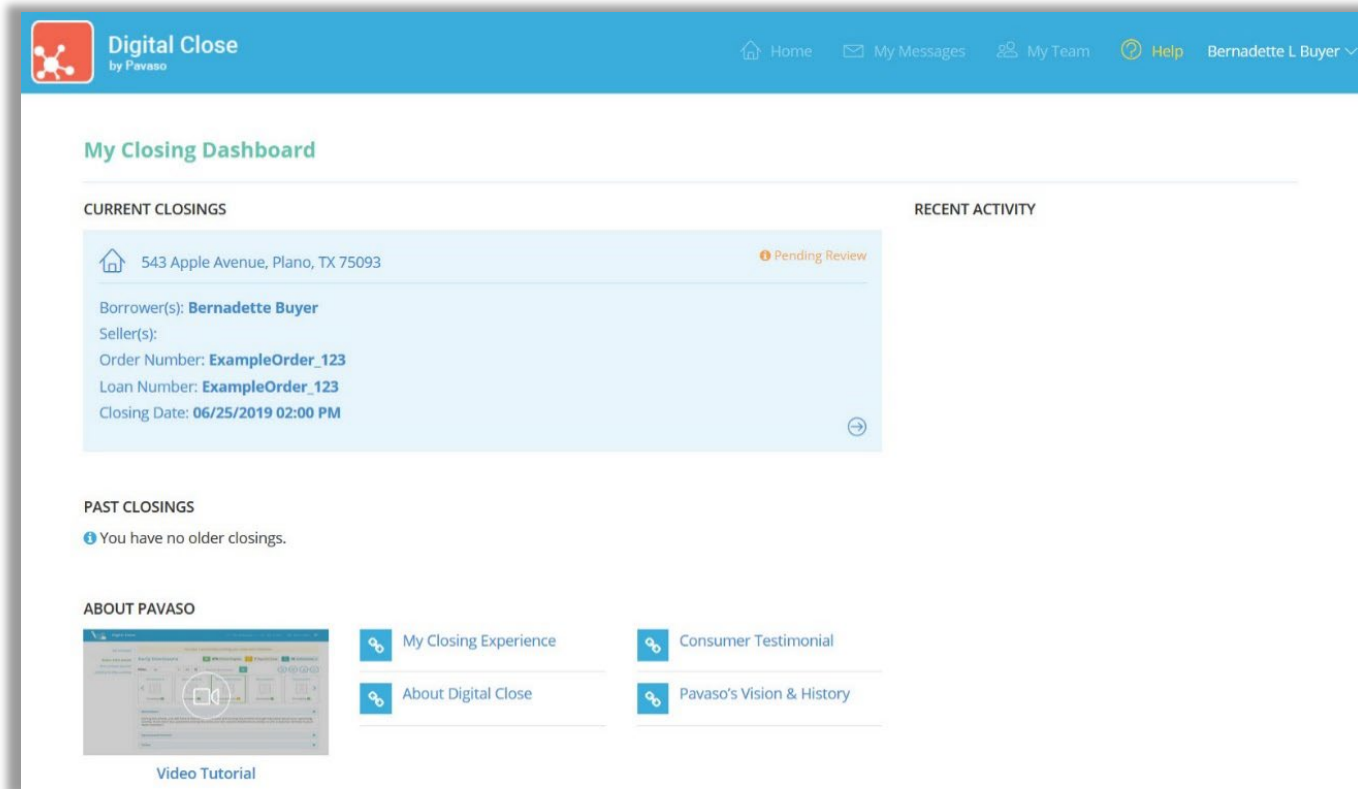 Digital Close
by Pavaso
Home
My Messages
My Team
Help
Bernadette L Buyer
My Closing Dashboard
CURRENT CLOSINGS
543 Apple Avenue, Plano, TX 75093
Pending Review
Borrower(s): Bernadette Buyer
Seller(s):
Order Number: ExampleOrder_123
Loan Number: ExampleOrder_123
Closing Date: 06/25/2019 02:00 PM
RECENT ACTIVITY
PAST CLOSINGS
You have no older closings.
ABOUT PAVASO
Video Tutorial
My Closing Experience
Consumer Testimonial
About Digital Close
Pavaso's Vision & History